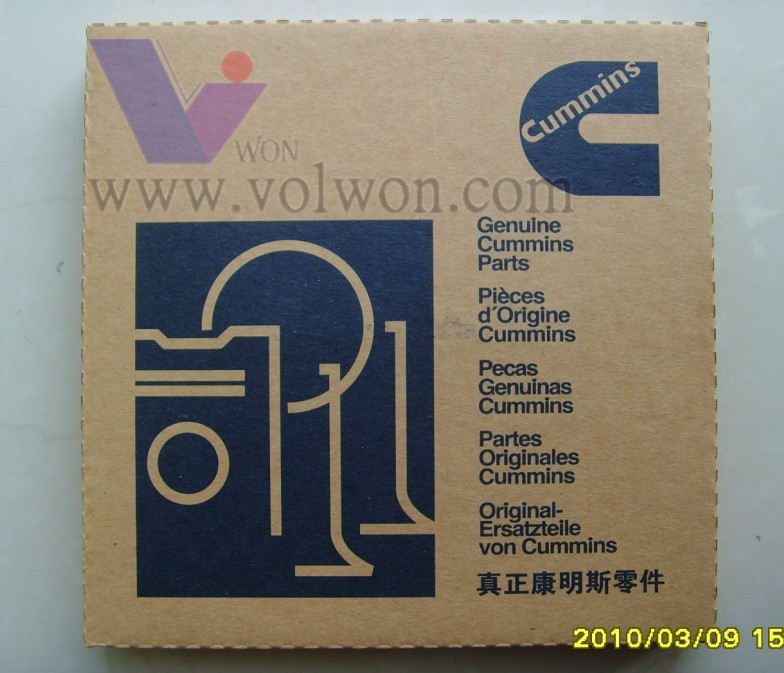 WON
www.volwon.com
Cummins
Genuine
Cummins
Parts
Pièces
d'Origine
Cummins
Pecas
Genuinas
Cummins
Partes
Originales
Cummins
Original-
Ersatzteile
von Cummins
真正康明斯零件
2010/03/09 15